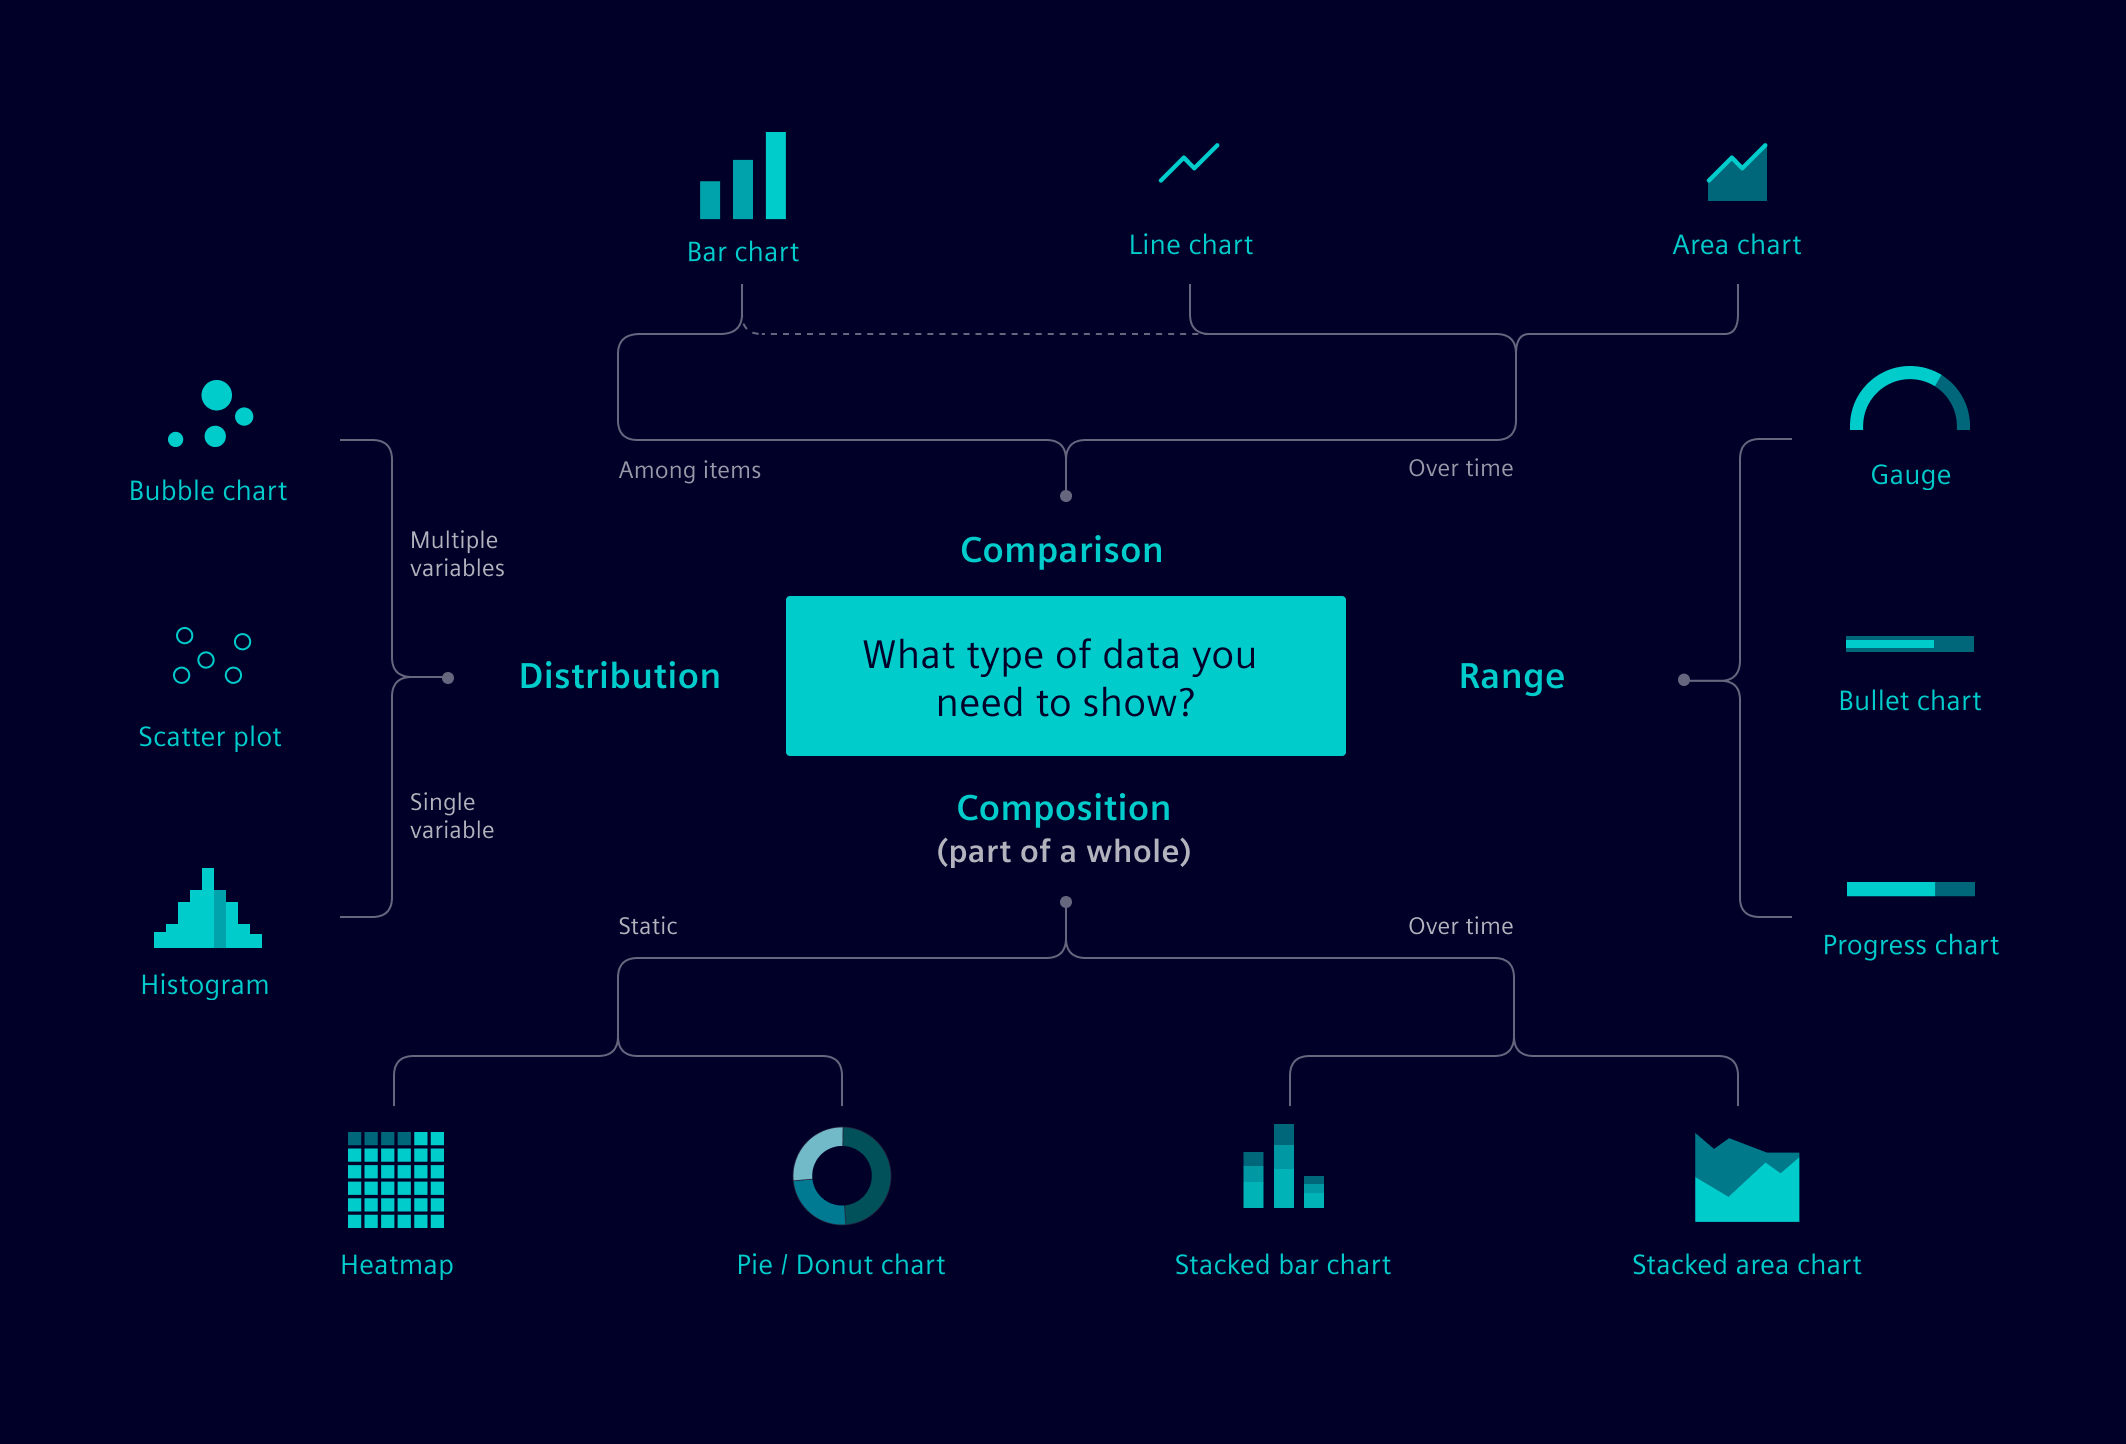 Bar chart
Line chart
Area chart
Among items
Over time
Bubble chart
Multiple
variables
Scatter plot
Single
variable
Histogram
Distribution
Comparison
What type of data you
need to show?
Composition
(part of a whole)
Range
Gauge
Bullet chart
Progress chart
Static
Over time
Heatmap
Pie / Donut chart
Stacked bar chart
Stacked area chart